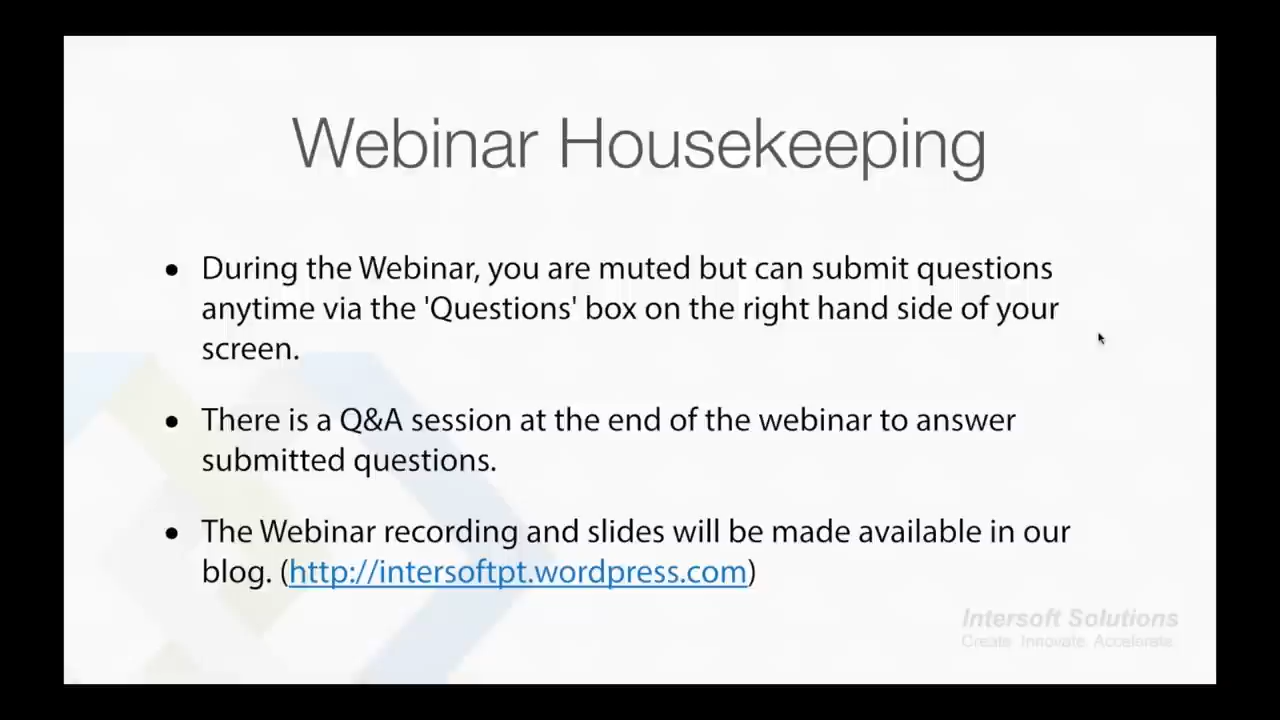 Webinar Housekeeping
• During the Webinar, you are muted but can submit questions
anytime via the 'Questions' box on the right hand side of your
screen.
• There is a Q&A session at the end of the webinar to answer
submitted questions.
• The Webinar recording and slides will be made available in our
blog. (http://intersoftpt.wordpress.com)
Intersoft Solutions
Create Innovate Accelerate